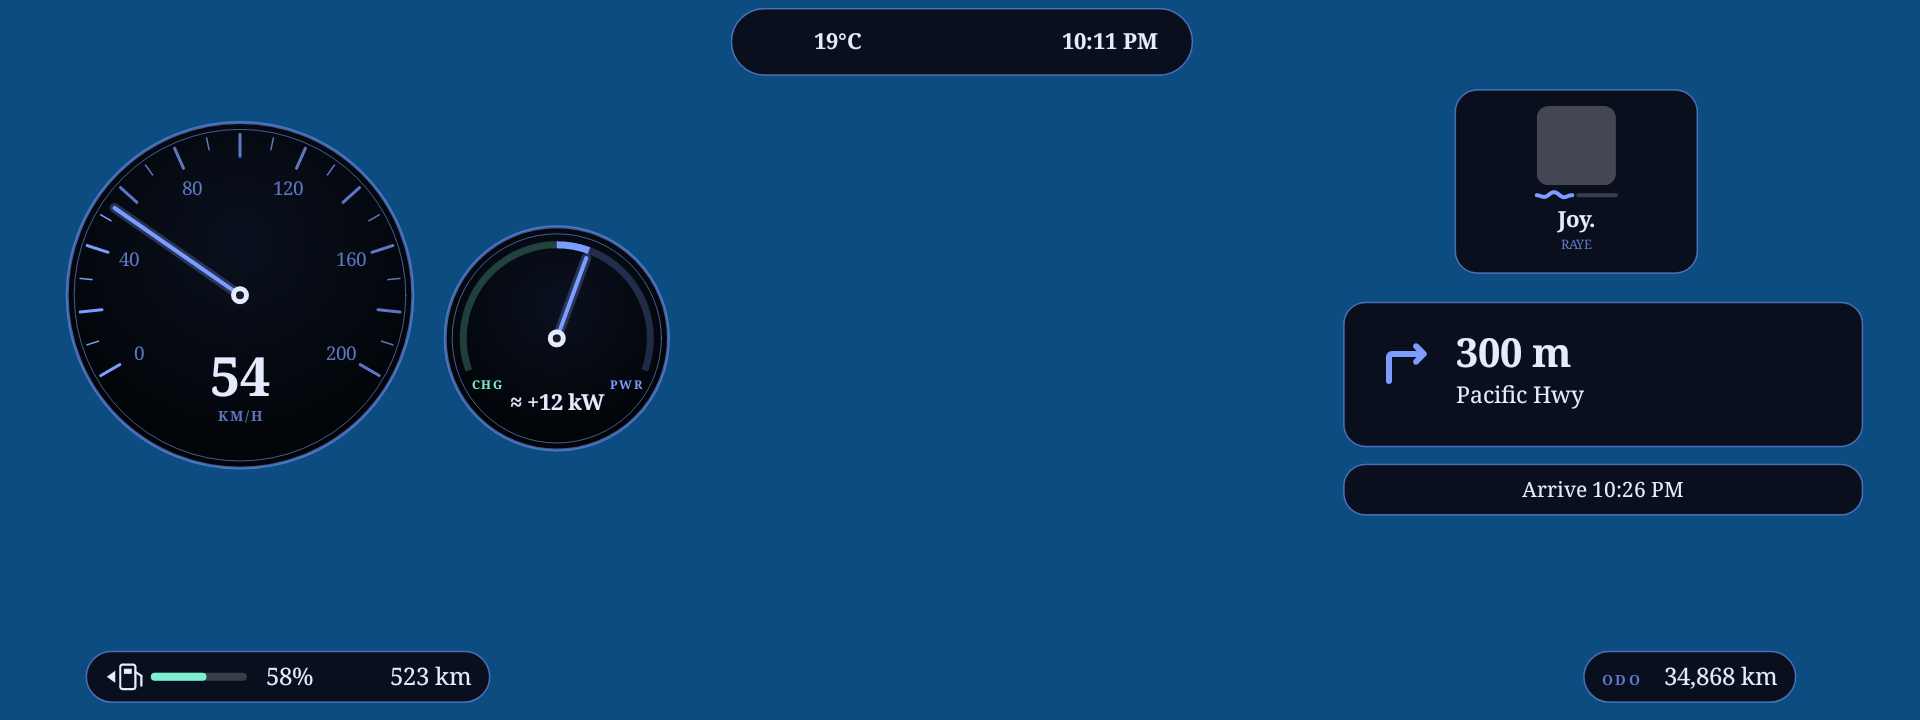 19°C
10:11 PM
80
120
40
160
0
200
54
KM/H
CHG
PWR
≈ +12 kW
Joy.
RAYE
300 m
Pacific Hwy
Arrive 10:26 PM
58%
523 km
ODO
34,868 km